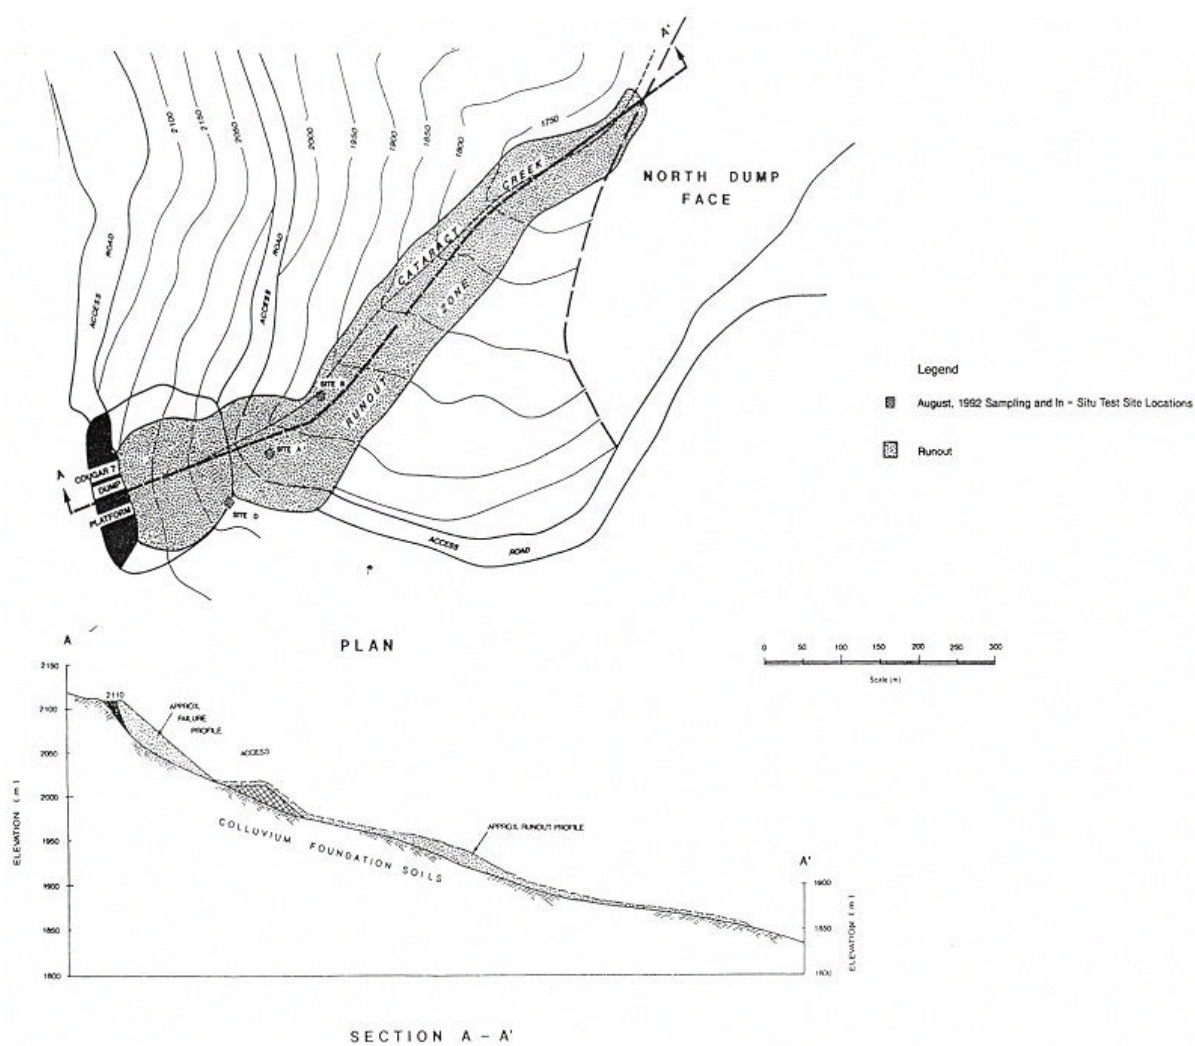 A'
2100
2150
2050
2000
1950
1900
1850
1800
1750
NORTH DUMP
FACE
CREEK
CATARACT
ZONE
RUNOUT
ACCESS ROAD
ACCESS ROAD
SITE B
SITE A
SITE D
A
COUGAR 7
DUMP
PLATFORM
ACCESS ROAD
Legend
August, 1992 Sampling and In - Situ Test Site Locations
Runout
PLAN
0 50 100 150 200 250 300
Scale (m)
A
2150
2100
2050
2000
1950
1900
1850
1800
ELEVATION (m)
2110
APPROX.
FAILURE
PROFILE
ACCESS
COLLUVIUM FOUNDATION SOILS
APPROX. RUNOUT PROFILE
A'
1900
1850
1800
ELEVATION (m)
SECTION A - A'